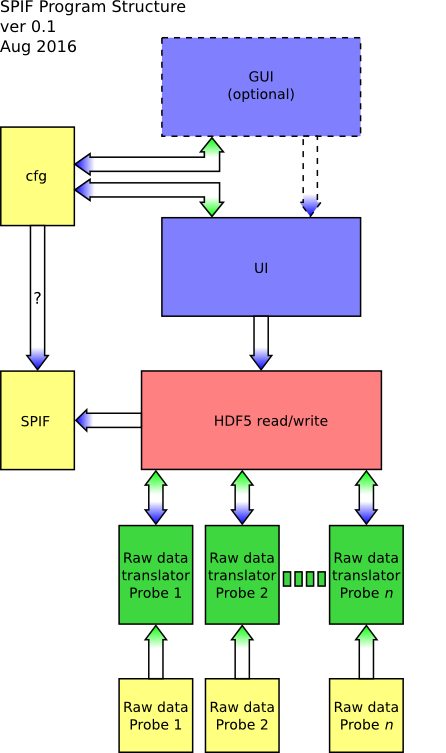 SPIF Program Structure
ver 0.1
Aug 2016
GUI
(optional)
cfg
UI
?
SPIF
HDF5 read/write
Raw data
translator
Probe 1
Raw data
translator
Probe 2
Raw data
translator
Probe n
Raw data
Probe 1
Raw data
Probe 2
Raw data
Probe n